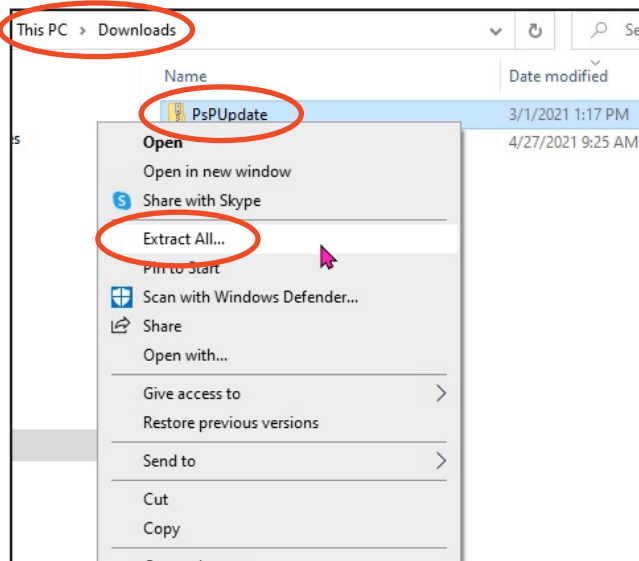 This PC > Downloads
Se
Name Date modified
PsPUpdate 3/1/2021 1:17 PM
s 4/27/2021 9:25 AM
Open
Open in new window
Share with Skype
Extract All...
Pin to Start
Scan with Windows Defender...
Share
Open with...
Give access to
Restore previous versions
Send to
Cut
Copy